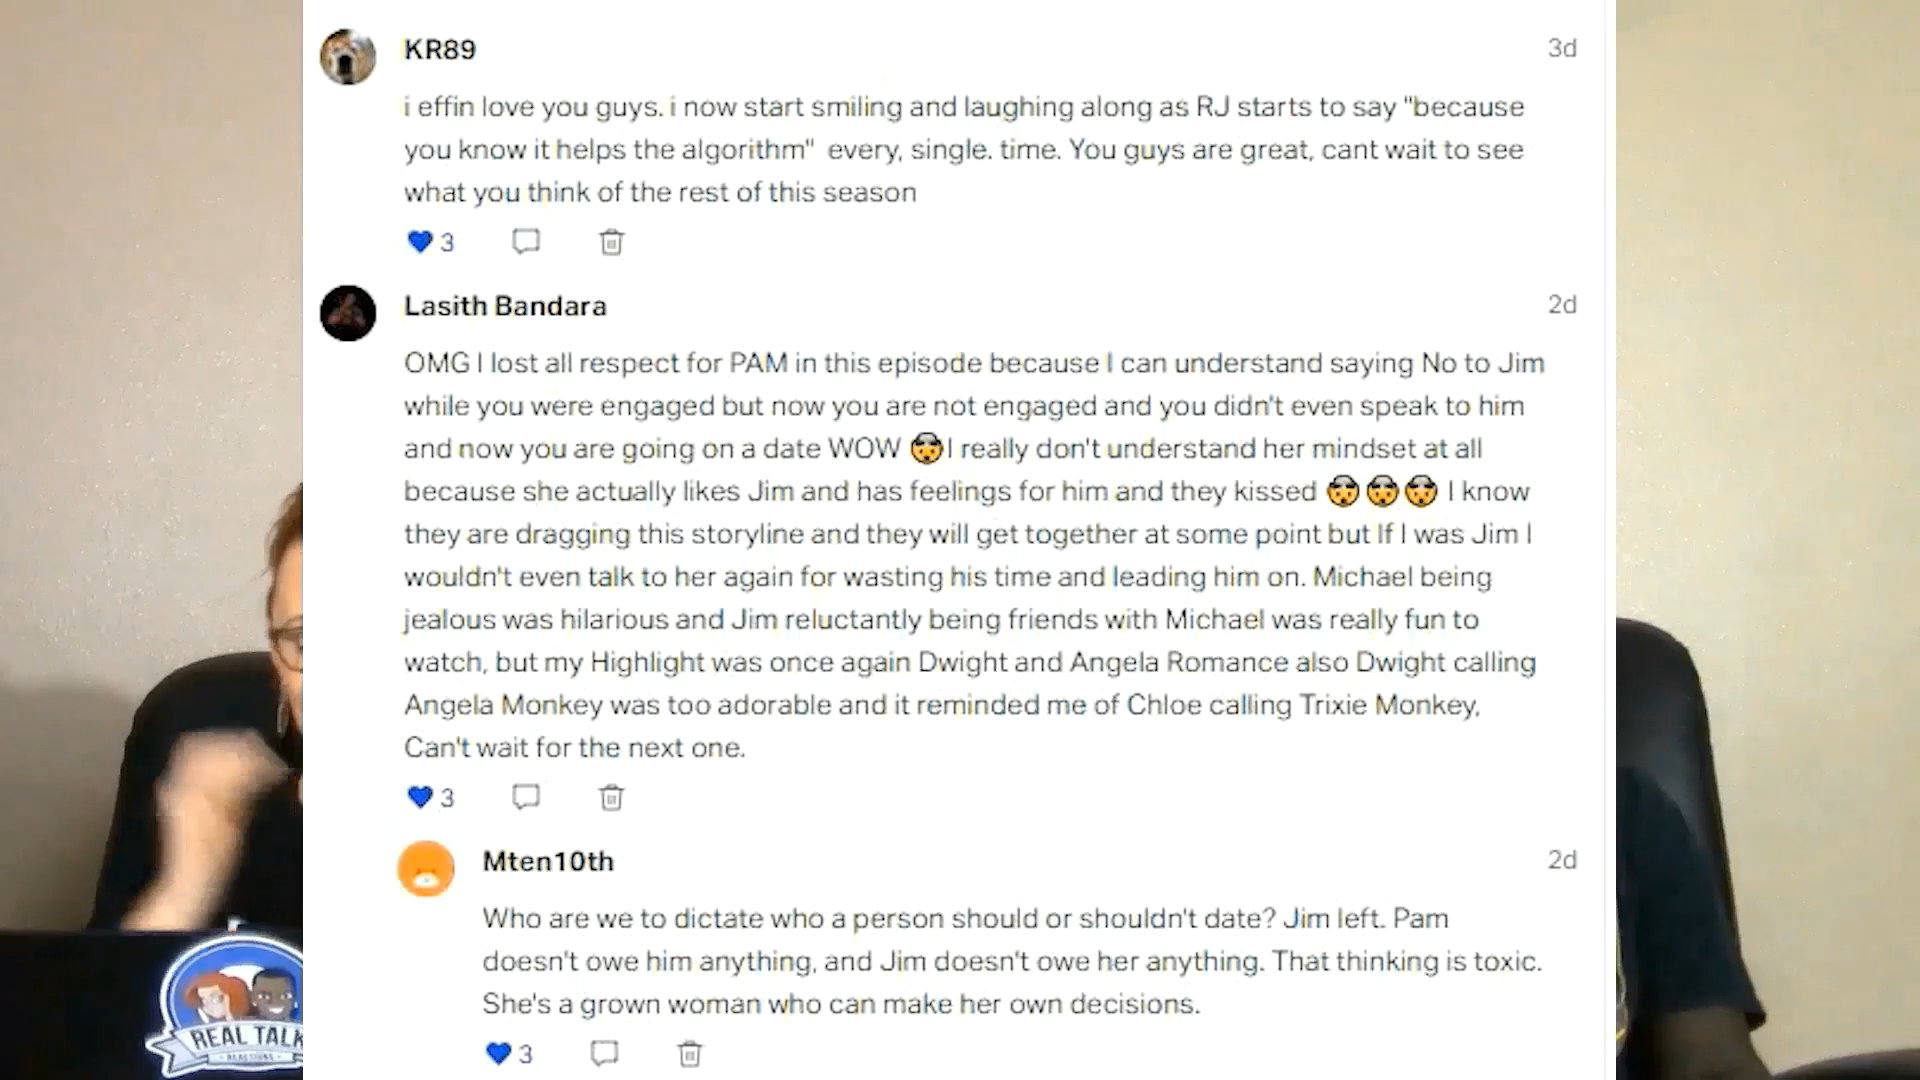 KR89
3d
i effin love you guys. i now start smiling and laughing along as RJ starts to say "because
you know it helps the algorithm" every, single. time. You guys are great, cant wait to see
what you think of the rest of this season
3
Lasith Bandara
2d
OMG I lost all respect for PAM in this episode because I can understand saying No to Jim
while you were engaged but now you are not engaged and you didn't even speak to him
and now you are going on a date WOW 🤯I really don't understand her mindset at all
because she actually likes Jim and has feelings for him and they kissed 🤯🤯🤯 I know
they are dragging this storyline and they will get together at some point but If I was Jim I
wouldn't even talk to her again for wasting his time and leading him on. Michael being
jealous was hilarious and Jim reluctantly being friends with Michael was really fun to
watch, but my Highlight was once again Dwight and Angela Romance also Dwight calling
Angela Monkey was too adorable and it reminded me of Chloe calling Trixie Monkey,
Can't wait for the next one.
3
Mten10th
2d
Who are we to dictate who a person should or shouldn't date? Jim left. Pam
doesn't owe him anything, and Jim doesn't owe her anything. That thinking is toxic.
She's a grown woman who can make her own decisions.
3
REAL TALK
REACTIONS